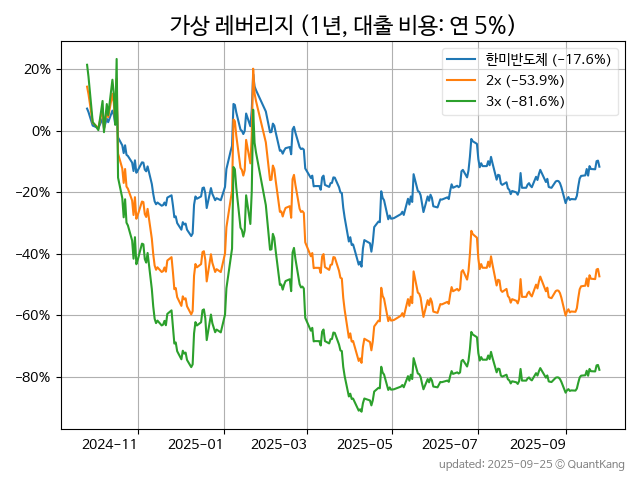 가상 레버리지 (1년, 대출 비용: 연 5%)
한미반도체 (−17.6%)
2x (−53.9%)
3x (−81.6%)
20%
0%
−20%
−40%
−60%
−80%
2024-11
2025-01
2025-03
2025-05
2025-07
2025-09
updated: 2025-09-25 © QuantKang